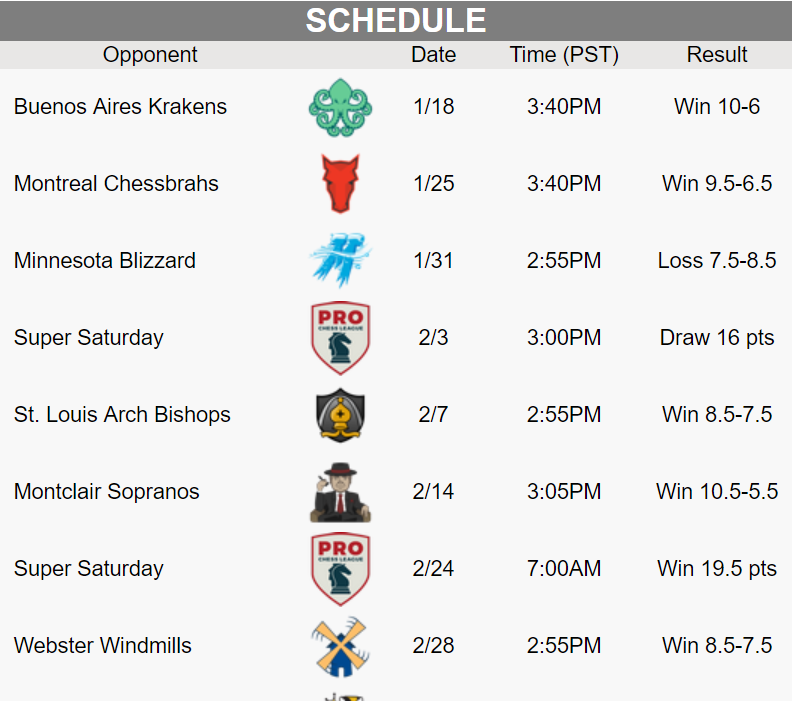 SCHEDULE
Opponent Date Time (PST) Result
Buenos Aires Krakens 1/18 3:40PM Win 10-6
Montreal Chessbrahs 1/25 3:40PM Win 9.5-6.5
Minnesota Blizzard 1/31 2:55PM Loss 7.5-8.5
PRO
CHESS LEAGUE
Super Saturday 2/3 3:00PM Draw 16 pts
St. Louis Arch Bishops 2/7 2:55PM Win 8.5-7.5
Montclair Sopranos 2/14 3:05PM Win 10.5-5.5
PRO
CHESS LEAGUE
Super Saturday 2/24 7:00AM Win 19.5 pts
Webster Windmills 2/28 2:55PM Win 8.5-7.5